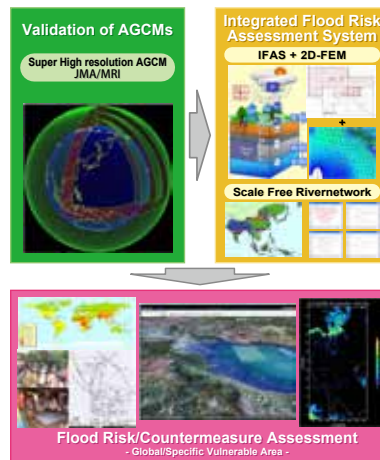 Validation of AGCMs
Super High resolution AGCM
JMA/MRI
Integrated Flood Risk
Assessment System
IFAS + 2D-FEM
+
Scale Free Rivernetwork
Flood Risk/Countermeasure Assessment
- Global/Specific Vulnerable Area -